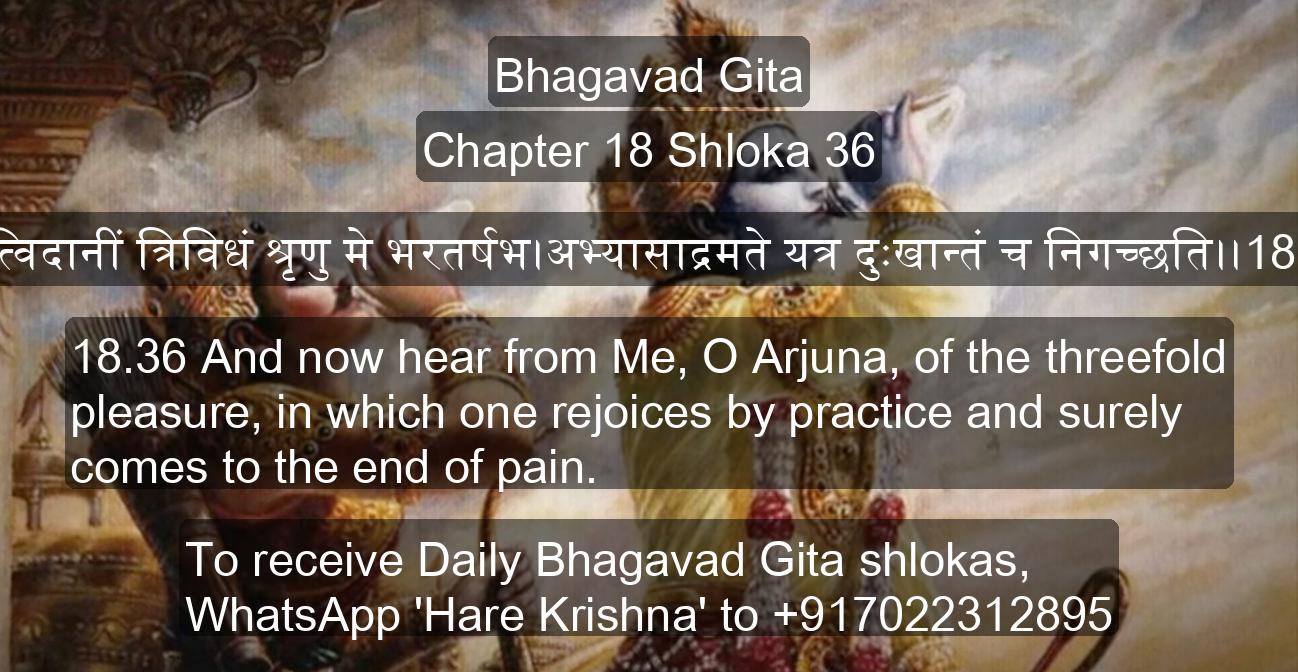 Bhagavad Gita
Chapter 18 Shloka 36
त्विदानीं त्रिविधं श्रृणु मे भरतर्षभ।अभ्यासाद्रमते यत्र दुःखान्तं च निगच्छति।।18
18.36 And now hear from Me, O Arjuna, of the threefold
pleasure, in which one rejoices by practice and surely
comes to the end of pain.
To receive Daily Bhagavad Gita shlokas,
WhatsApp 'Hare Krishna' to +917022312895